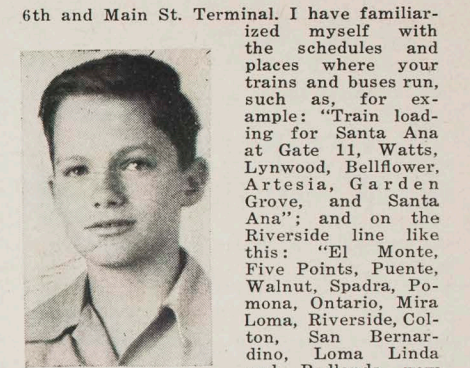 6th and Main St. Terminal. I have familiar-
ized myself with
the schedules and
places where your
trains and buses run,
such as, for ex-
ample: "Train load-
ing for Santa Ana
at Gate 11, Watts,
Lynwood, Bellflower,
Artesia, Garden
Grove, and Santa
Ana"; and on the
Riverside line like
this: "El Monte,
Five Points, Puente,
Walnut, Spadra, Po-
mona, Ontario, Mira
Loma, Riverside, Col-
ton, San Bernar-
dino, Loma Linda